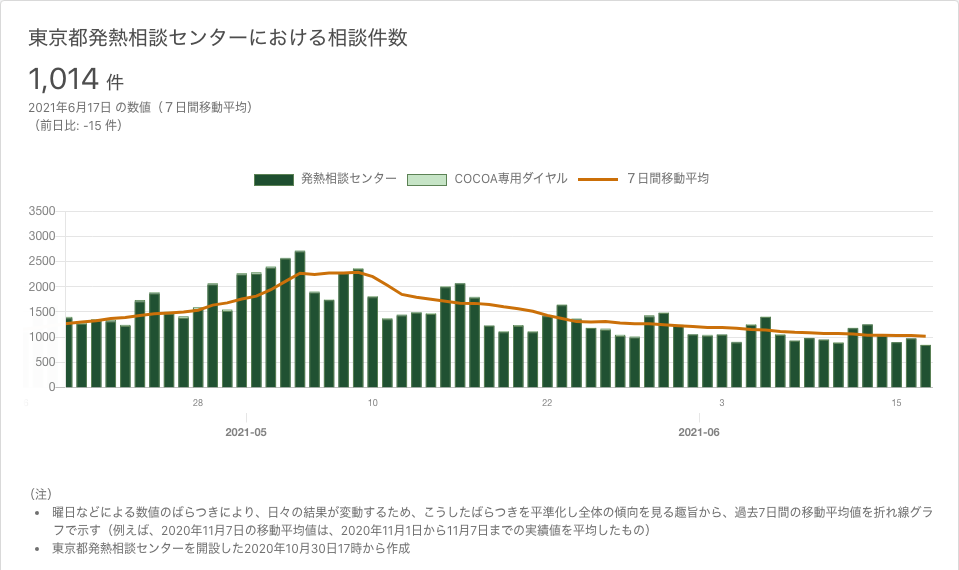 東京都発熱相談センターにおける相談件数
1,014 件
2021年6月17日 の数値（７日間移動平均）
（前日比: -15 件）
発熱相談センター COCOA専用ダイヤル ７日間移動平均
3500
3000
2500
2000
1500
1000
500
0
28 10 22 3 15
2021-05 2021-06
（注）
• 曜日などによる数値のばらつきにより、日々の結果が変動するため、こうしたばらつきを平準化し全体の傾向を見る趣旨から、過去7日間の移動平均値を折れ線グラ
フで示す（例えば、2020年11月7日の移動平均値は、2020年11月1日から11月7日までの実績値を平均したもの）
• 東京都発熱相談センターを開設した2020年10月30日17時から作成